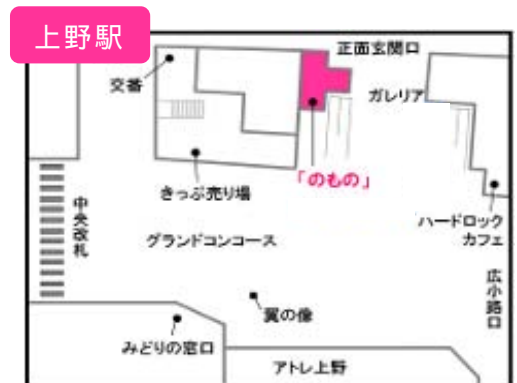 上野駅
正面玄関口
交番
ガレリア
「のもの」
きっぷ売り場
中央改札
グランドコンコース
ハードロック
カフェ
広小路口
翼の像
みどりの窓口
アトレ上野